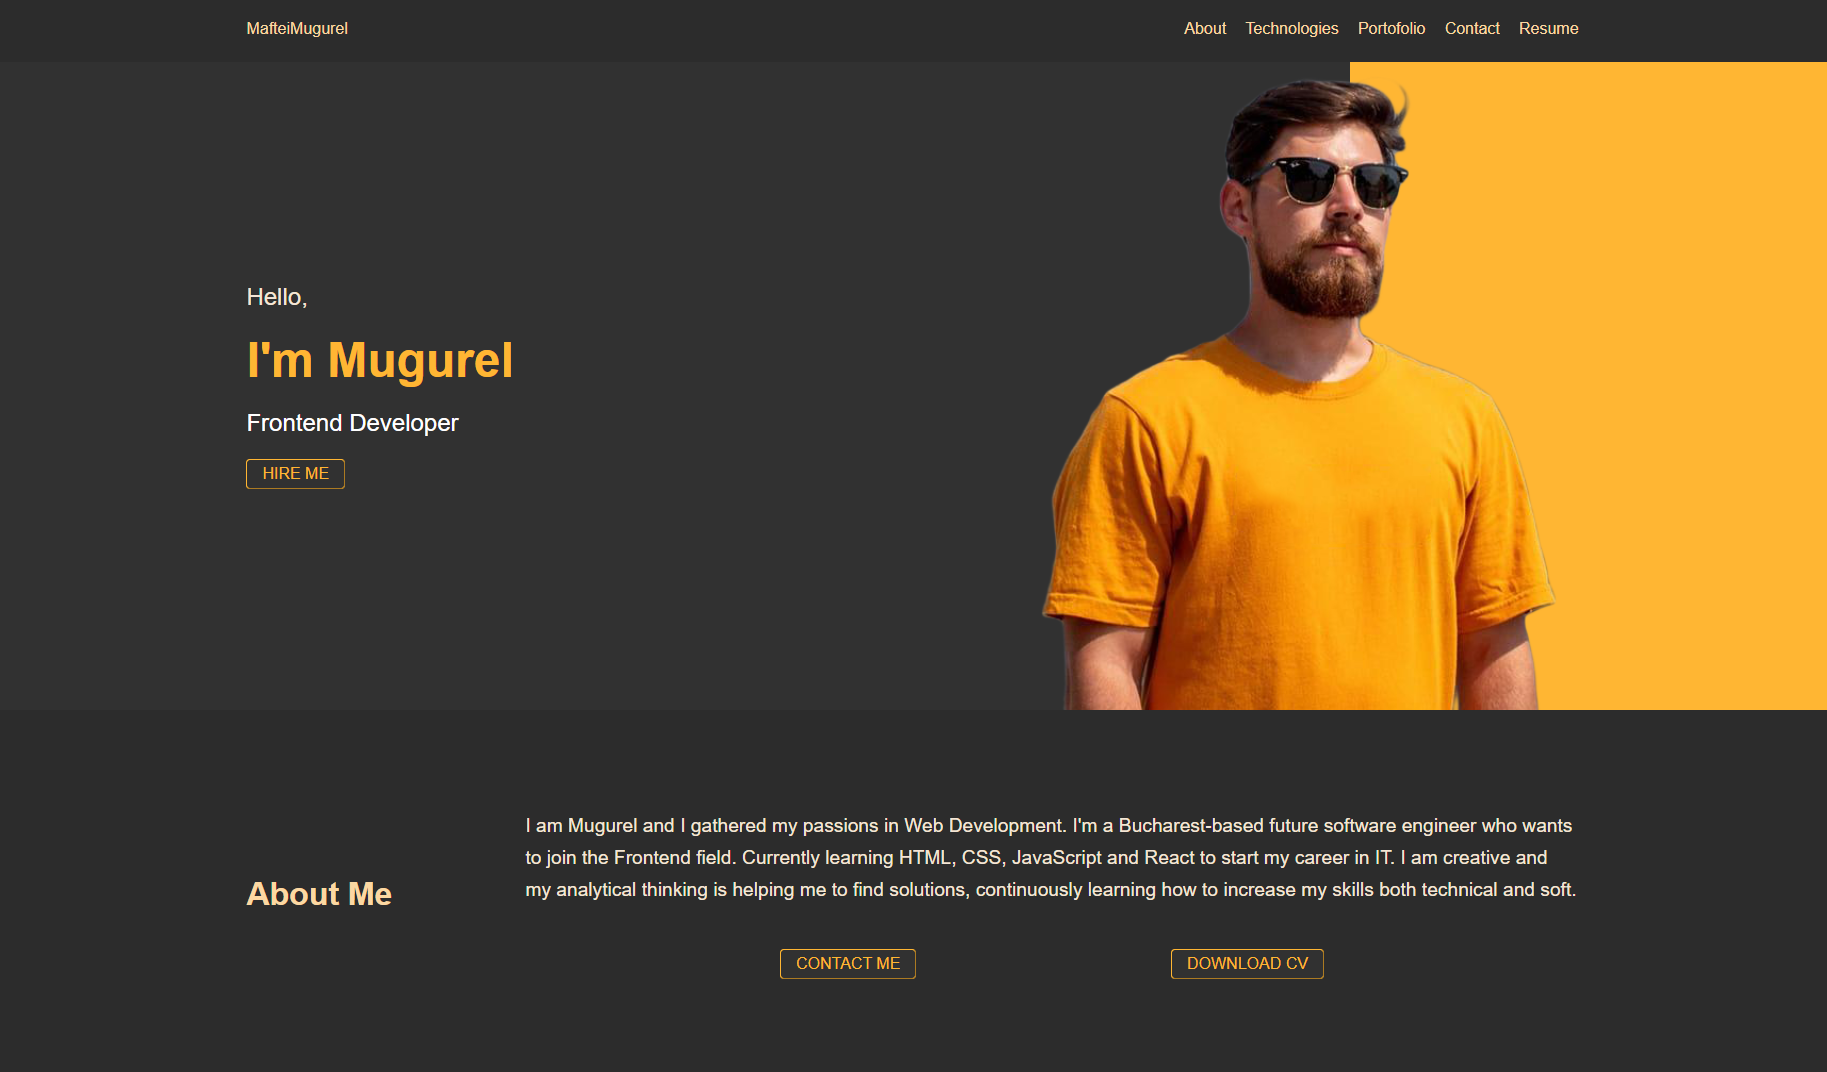 MafteiMugurel
About Technologies Portofolio Contact Resume
Hello,
I'm Mugurel
Frontend Developer
HIRE ME
About Me
I am Mugurel and I gathered my passions in Web Development. I'm a Bucharest-based future software engineer who wants
to join the Frontend field. Currently learning HTML, CSS, JavaScript and React to start my career in IT. I am creative and
my analytical thinking is helping me to find solutions, continuously learning how to increase my skills both technical and soft.
CONTACT ME
DOWNLOAD CV